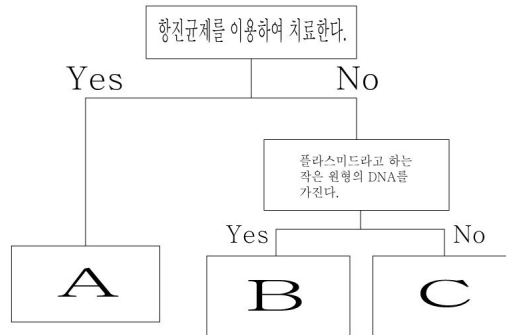 항진균제를 이용하여 치료한다.
Yes
No
플라스미드라고 하는
작은 원형의 DNA를
가진다.
Yes
No
A
B
C